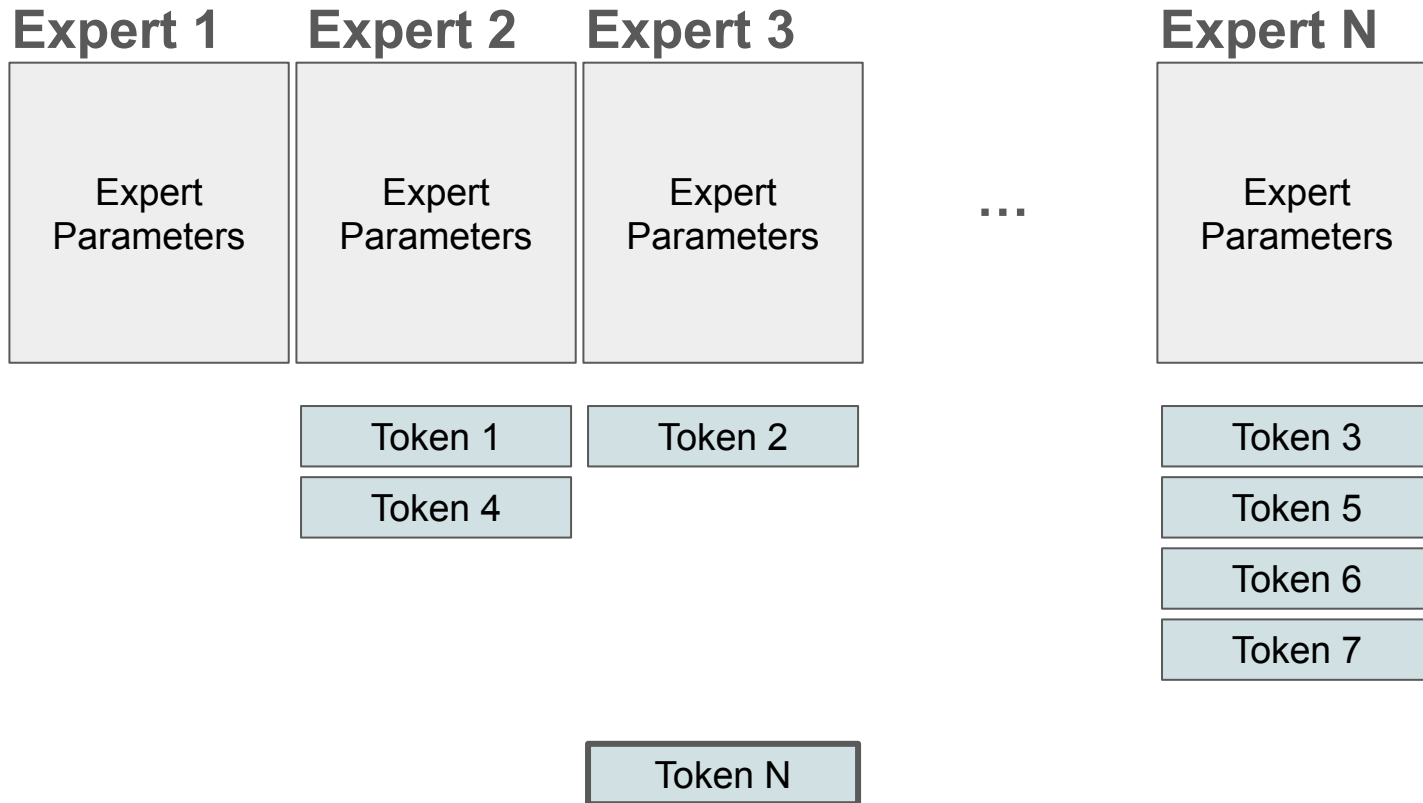 Expert 1 Expert 2 Expert 3 Expert N
Expert
Parameters
Expert
Parameters
Expert
Parameters
...
Expert
Parameters
Token 1 Token 2 Token 3
Token 4 Token 5
Token 6
Token 7
Token N